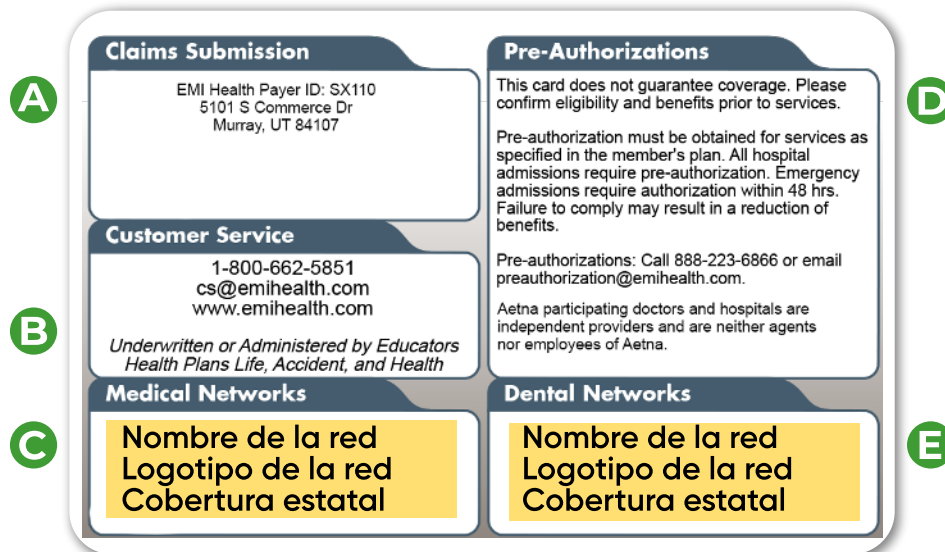 A
Claims Submission
EMI Health Payer ID: SX110
5101 S Commerce Dr
Murray, UT 84107
B
Customer Service
1-800-662-5851
cs@emihealth.com
www.emihealth.com
Underwritten or Administered by Educators
Health Plans Life, Accident, and Health
C
Medical Networks
Nombre de la red
Logotipo de la red
Cobertura estatal
D
Pre-Authorizations
This card does not guarantee coverage. Please
confirm eligibility and benefits prior to services.
Pre-authorization must be obtained for services as
specified in the member's plan. All hospital
admissions require pre-authorization. Emergency
admissions require authorization within 48 hrs.
Failure to comply may result in a reduction of
benefits.
Pre-authorizations: Call 888-223-6866 or email
preauthorization@emihealth.com.
Aetna participating doctors and hospitals are
independent providers and are neither agents
nor employees of Aetna.
E
Dental Networks
Nombre de la red
Logotipo de la red
Cobertura estatal